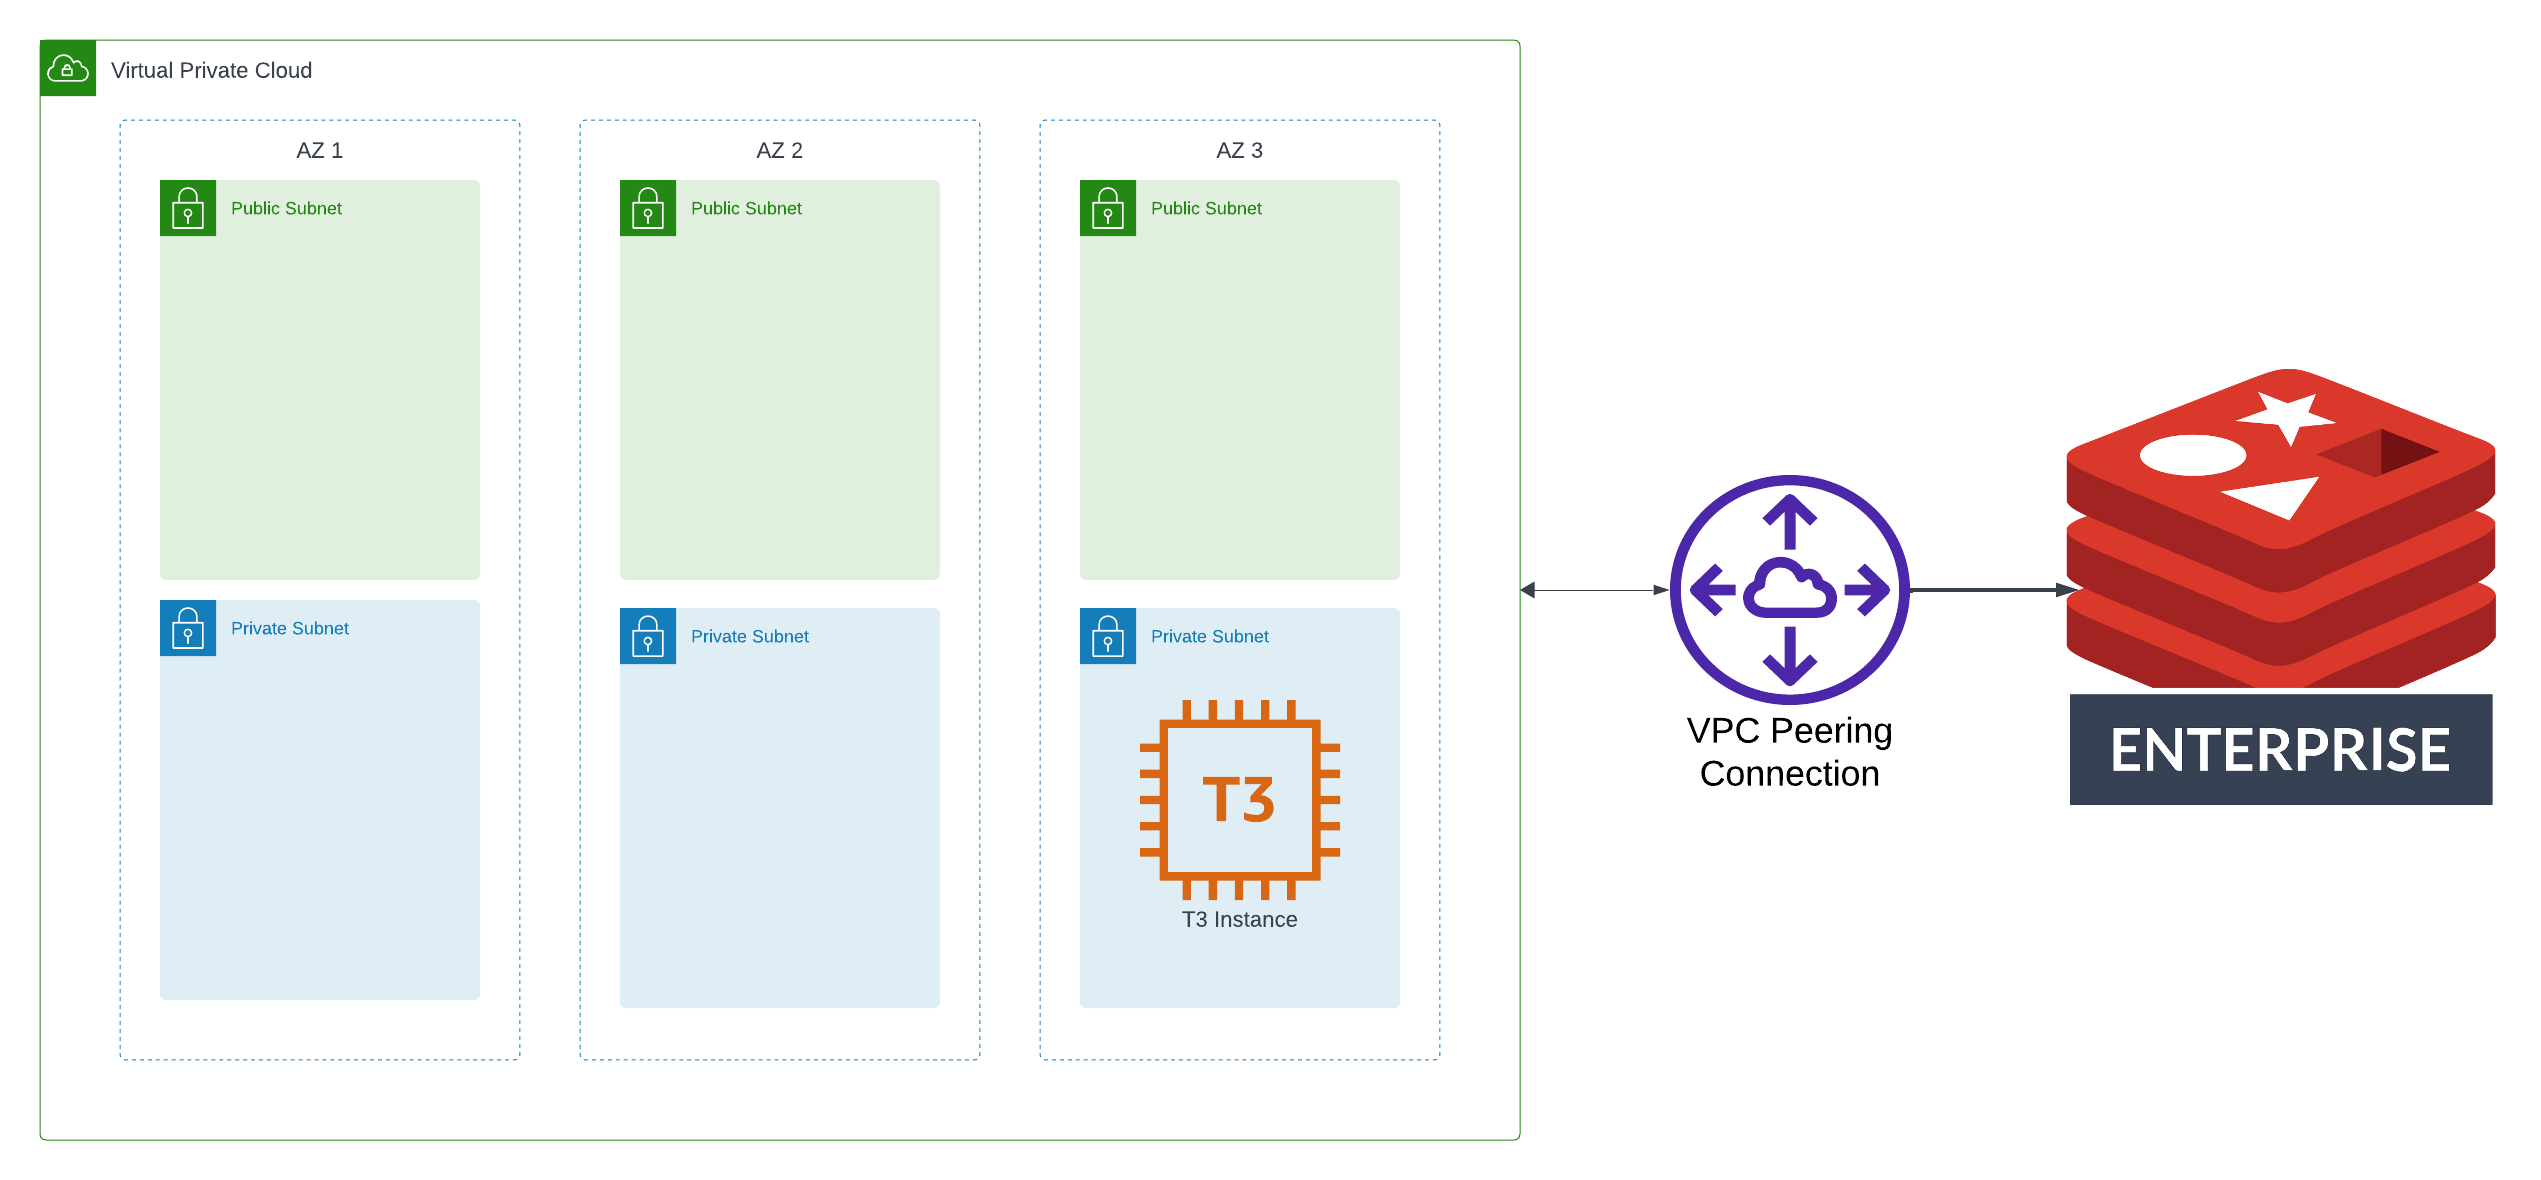 Virtual Private Cloud
AZ 1
AZ 2
AZ 3
Public Subnet
Public Subnet
Public Subnet
Private Subnet
Private Subnet
Private Subnet
T3
T3 Instance
VPC Peering
Connection
ENTERPRISE